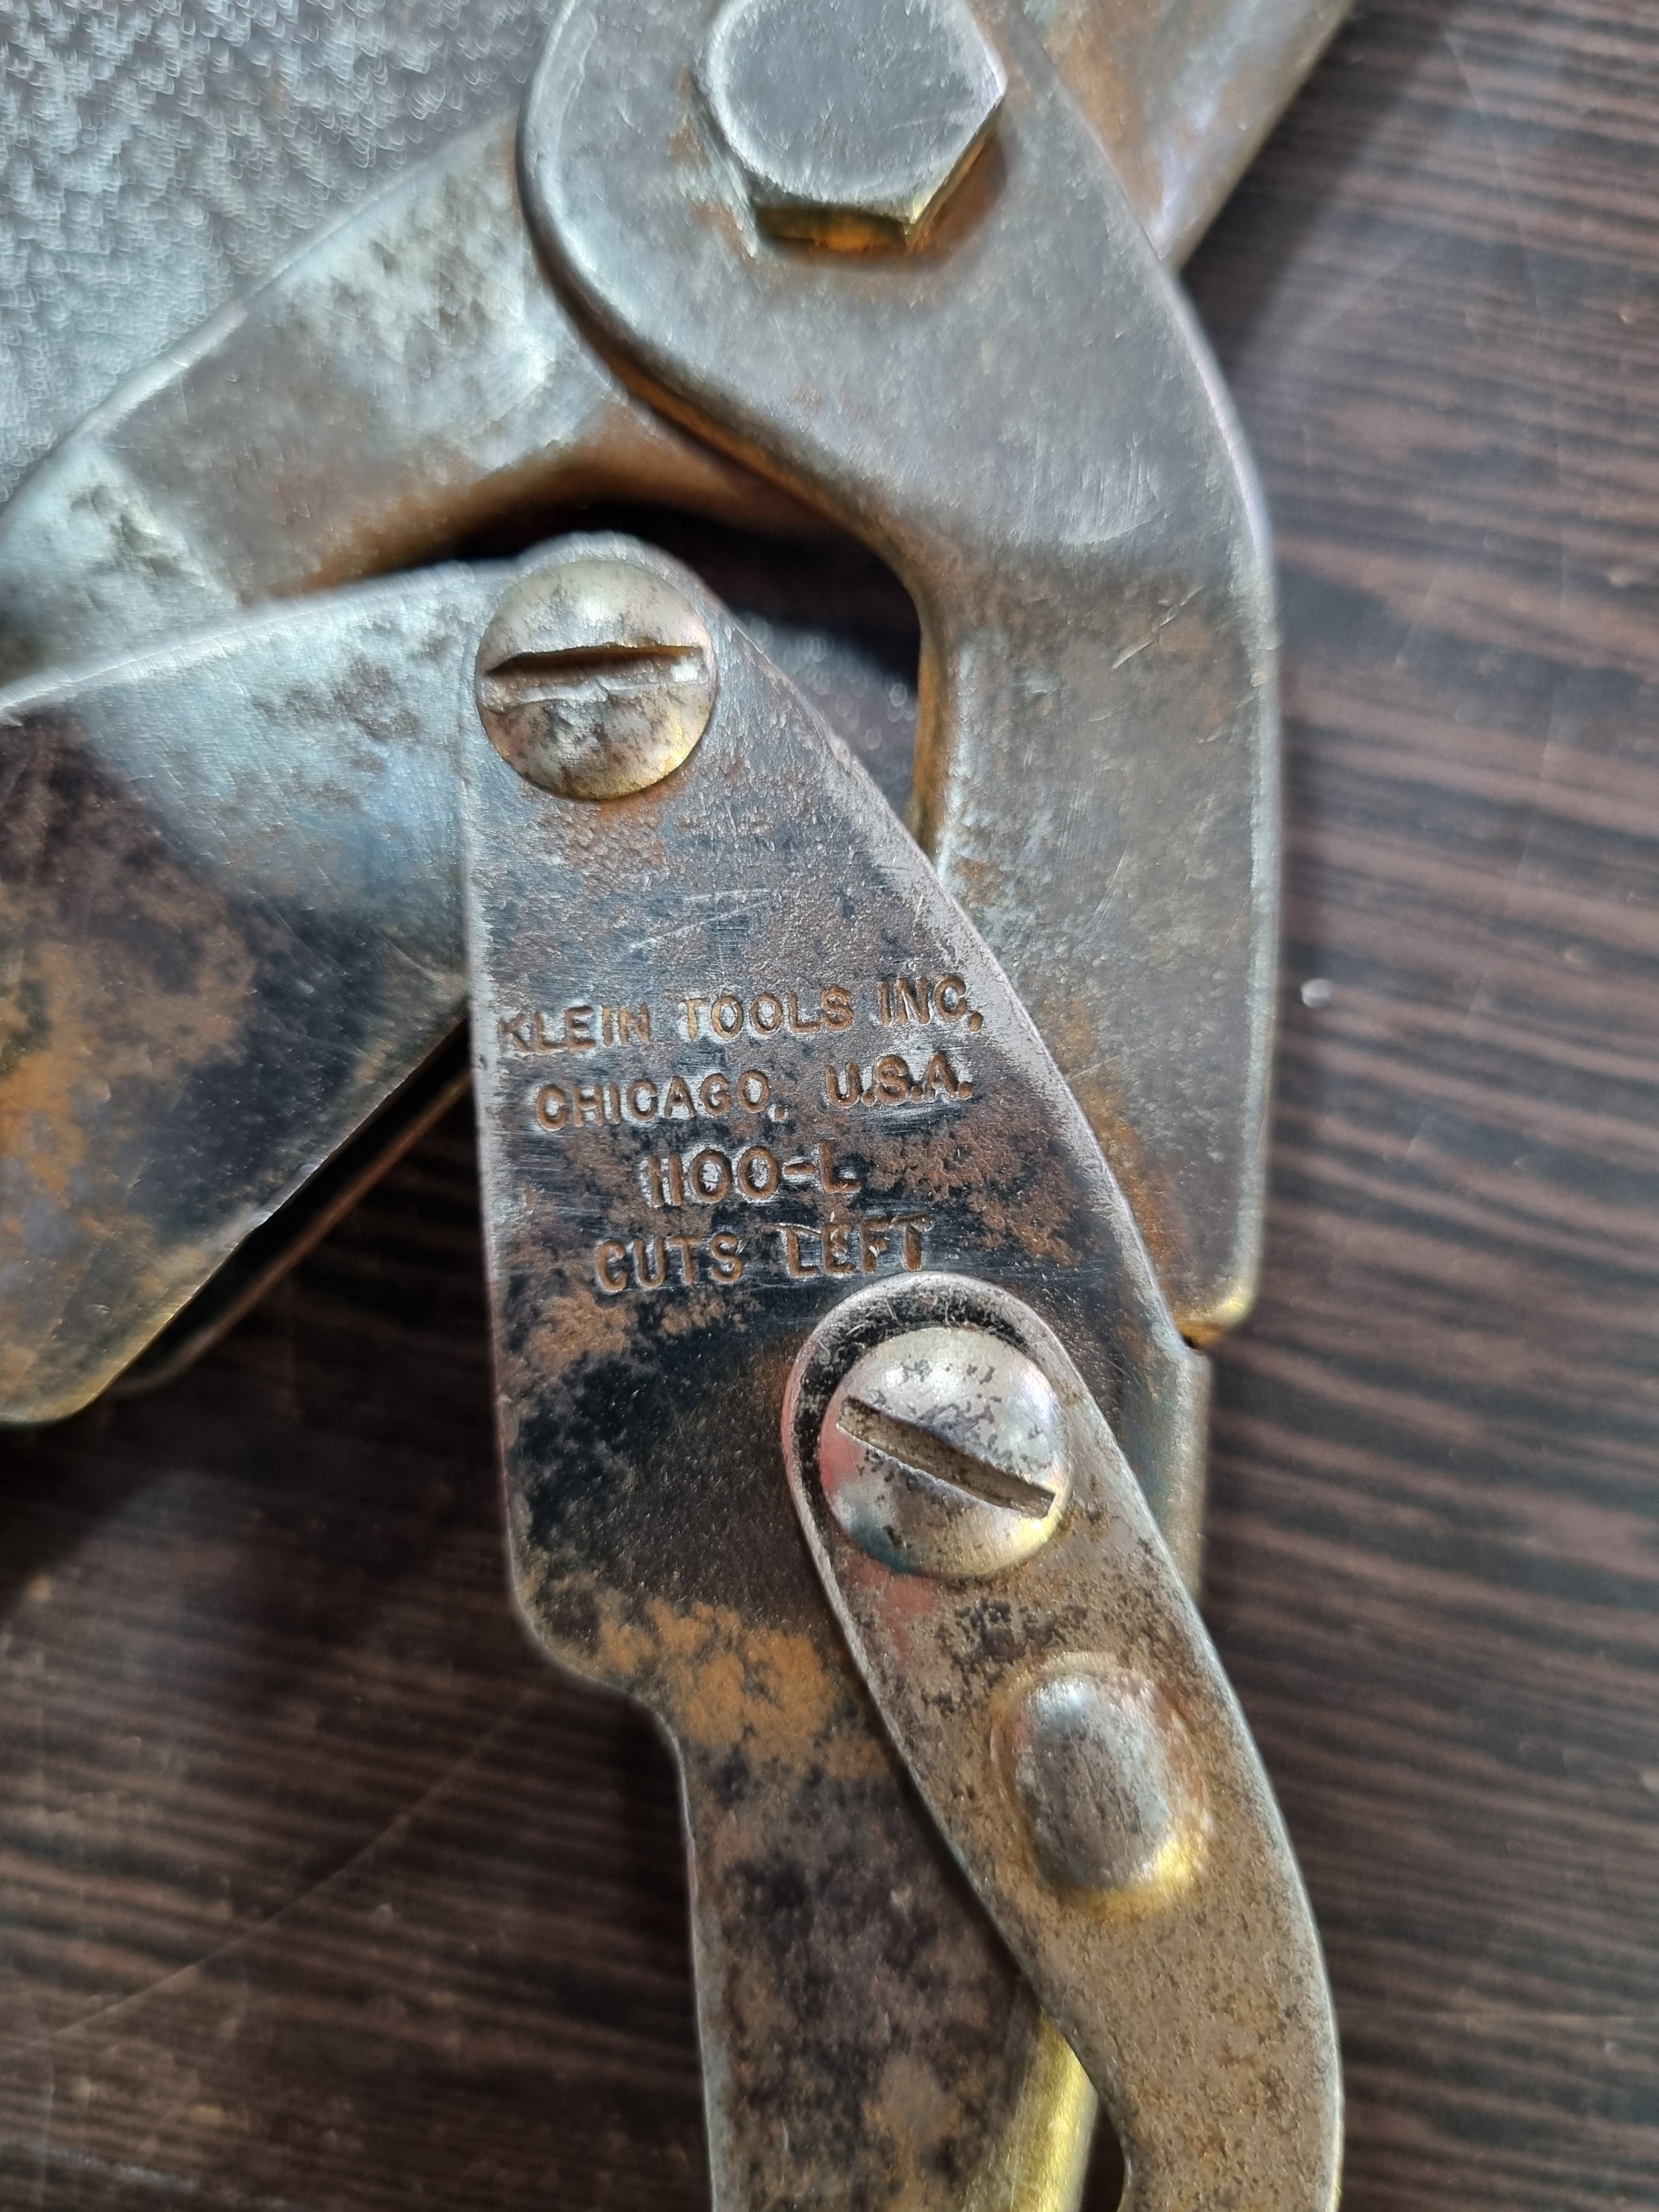 KLEIN TOOLS INC,
CHICAGO, U.S.A.
1100-L
CUTS LEFT